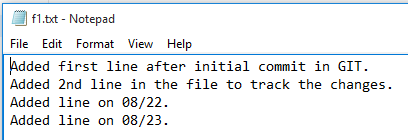 f1.txt - Notepad
File Edit Format View Help
Added first line after initial commit in GIT.
Added 2nd line in the file to track the changes.
Added line on 08/22.
Added line on 08/23.